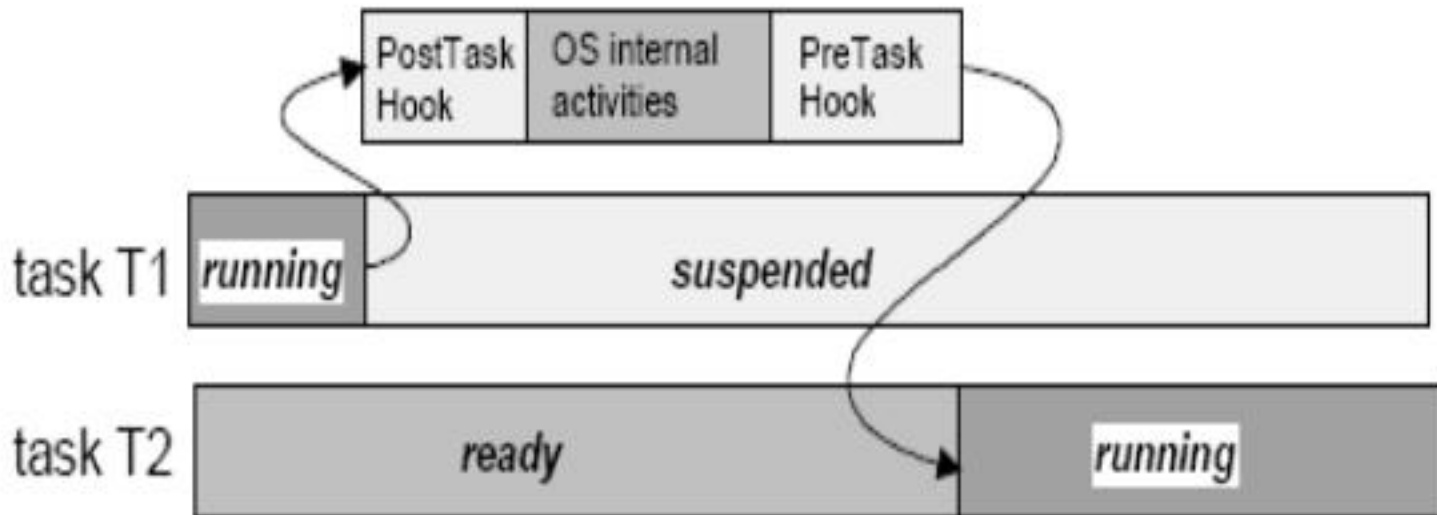 PostTask
Hook
OS internal
activities
PreTask
Hook
task T1
running
suspended
task T2
ready
running